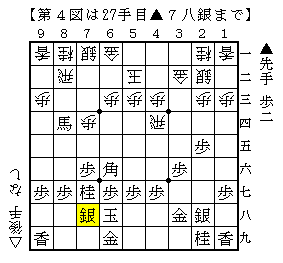 【第４図は27手目▲７八銀まで】
９ ８ ７ ６ ５ ４ ３ ２ １
香 桂 銀 金 桂 香 一
飛 王 金 銀 二
歩 歩 歩 歩 歩 歩 三
馬 歩 飛 四
歩 五
歩 角 歩 六
歩 歩 桂 歩 歩 歩 歩 七
銀 玉 金 銀 八
香 金 桂 香 九
▲先手 歩二
△後手 なし